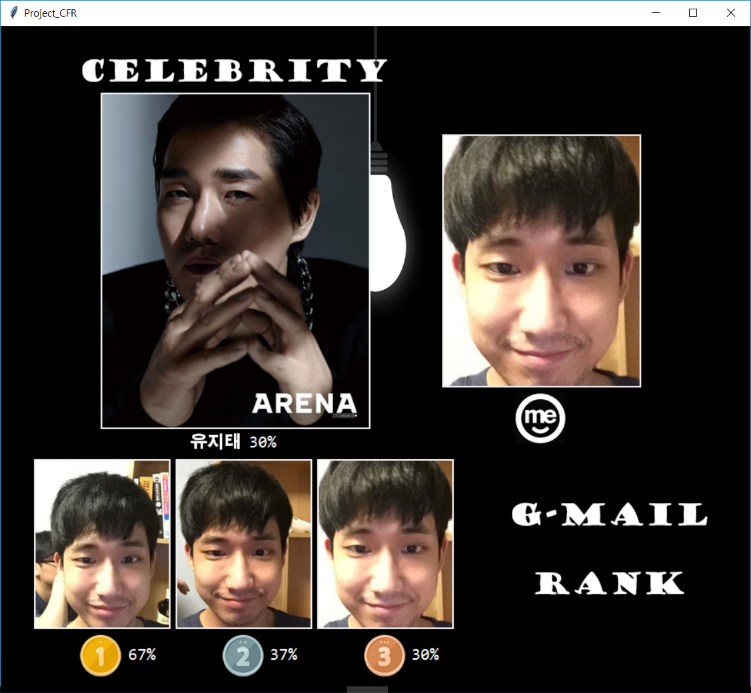 Project_CFR
CELEBRITY
ARENA
유지태 30%
me
G-MAIL
RANK
1 67%
2 37%
3 30%